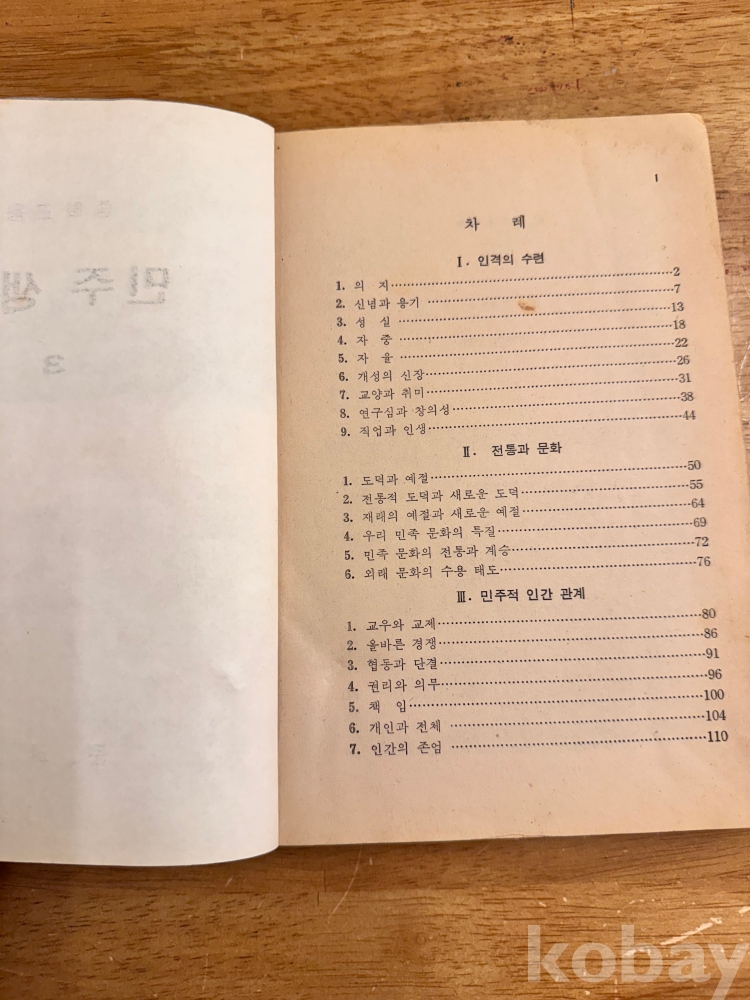 민주 생
3
1
차 례
Ⅰ. 인격의 수련
1. 의 지 2
2. 신념과 용기 7
3. 성 실 13
4. 자 중 18
5. 자 율 22
6. 개성의 신장 26
7. 교양과 취미 31
8. 연구심과 창의성 38
9. 직업과 인생 44
Ⅱ. 전통과 문화
1. 도덕과 예절 50
2. 전통적 도덕과 새로운 도덕 55
3. 재래의 예절과 새로운 예절 64
4. 우리 민족 문화의 특질 69
5. 민족 문화의 전통과 계승 72
6. 외래 문화의 수용 태도 76
Ⅲ. 민주적 인간 관계
1. 교우와 교제 80
2. 올바른 경쟁 86
3. 협동과 단결 91
4. 권리와 의무 96
5. 책 임 100
6. 개인과 전체 104
7. 인간의 존엄 110
kobay